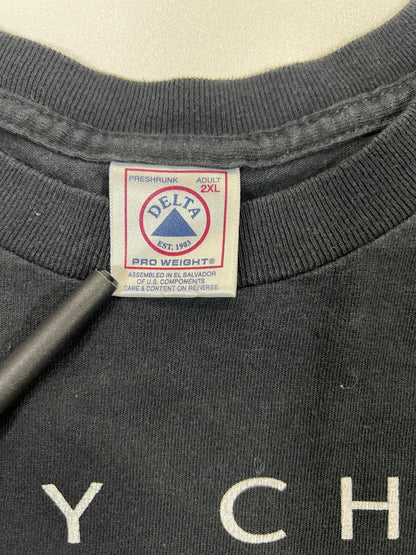 PRESHRUNK ADULT
2XL
DELTA
EST. 1903
PRO WEIGHT®
ASSEMBLED IN EL SALVADOR
OF U.S. COMPONENTS
CARE & CONTENT ON REVERSE
Y CH